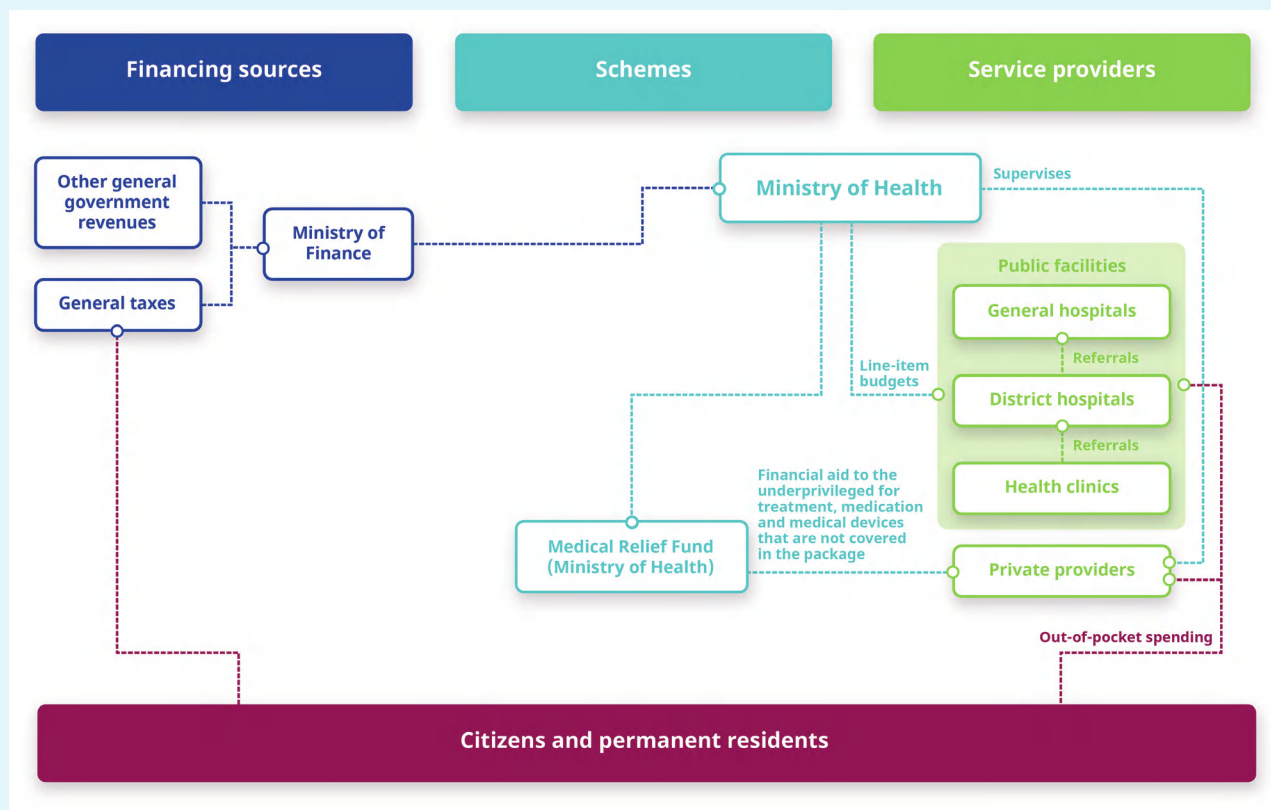 Financing sources
Schemes
Service providers
Other general
government
revenues
General taxes
Ministry of
Finance
Ministry of Health
Supervises
Public facilities
General hospitals
Referrals
District hospitals
Referrals
Health clinics
Line-item
budgets
Financial aid to the
underprivileged for
treatment, medication
and medical devices
that are not covered
in the package
Medical Relief Fund
(Ministry of Health)
Private providers
Out-of-pocket spending
Citizens and permanent residents